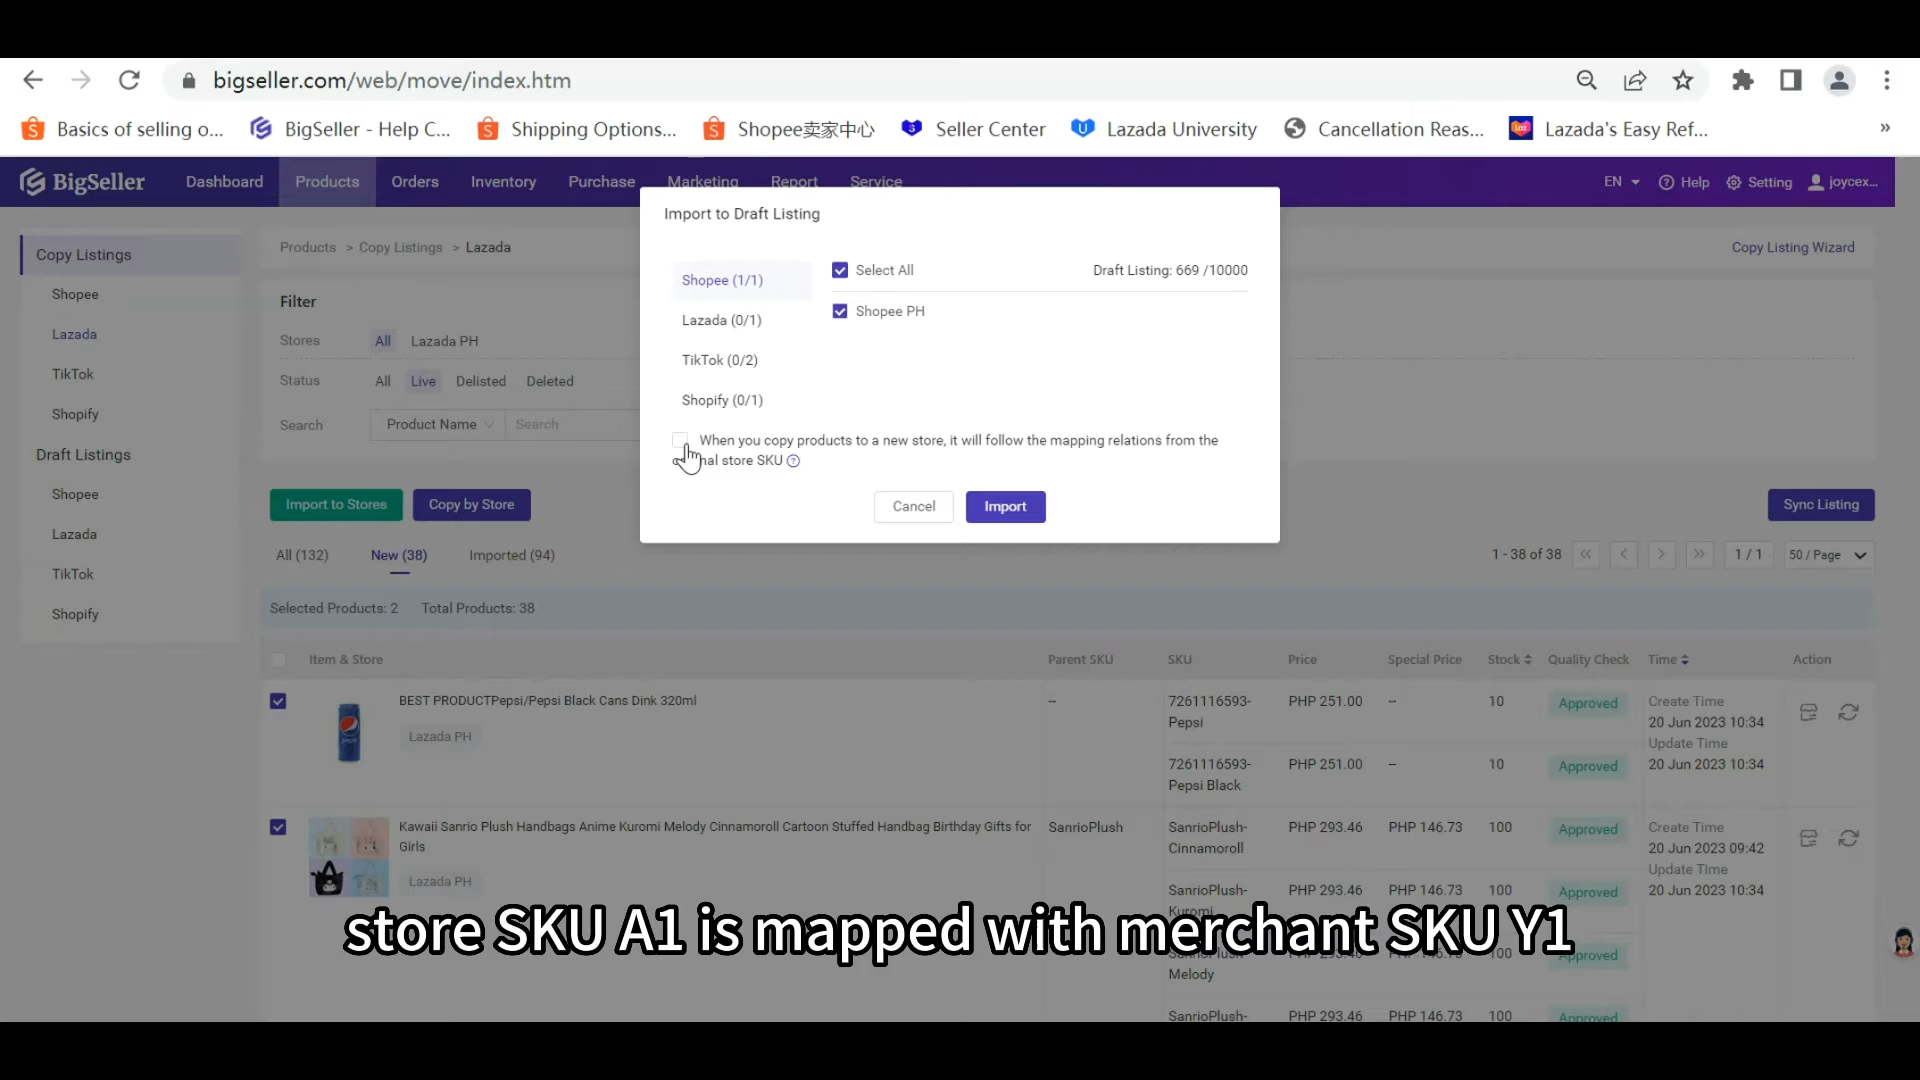 bigseller.com/web/move/index.htm
Basics of selling o... BigSeller - Help C... Shipping Options... Shopee卖家中心 Seller Center Lazada University Cancellation Reas... Lazada's Easy Ref... »
BigSeller Dashboard Products Orders Inventory Purchase Marketing Report Service EN Help Setting joycex...
Import to Draft Listing
Shopee (1/1) Select All Draft Listing: 669 /10000
Shopee PH
Lazada (0/1)
TikTok (0/2)
Shopify (0/1)
When you copy products to a new store, it will follow the mapping relations from the
nal store SKU
Cancel Import
Copy Listings
Shopee
Lazada
TikTok
Shopify
Draft Listings
Shopee
Lazada
TikTok
Shopify
Products > Copy Listings > Lazada Copy Listing Wizard
Filter
Stores All Lazada PH
Status All Live Delisted Deleted
Search Product Name Search
Import to Stores Copy by Store Sync Listing
All (132) New (38) Imported (94) 1 - 38 of 38 1 / 1 50 / Page
Selected Products: 2 Total Products: 38
Item & Store Parent SKU SKU Price Special Price Stock Quality Check Time Action
BEST PRODUCTPepsi/Pepsi Black Cans Dink 320ml -- 7261116593- PHP 251.00 -- 10 Approved Create Time
Pepsi 20 Jun 2023 10:34
Lazada PH Update Time
7261116593- PHP 251.00 -- 10 Approved 20 Jun 2023 10:34
Pepsi Black
Kawaii Sanrio Plush Handbags Anime Kuromi Melody Cinnamoroll Cartoon Stuffed Handbag Birthday Gifts for SanrioPlush SanrioPlush- PHP 293.46 PHP 146.73 100 Approved Create Time
Girls Cinnamoroll 20 Jun 2023 09:42
Update Time
Lazada PH SanrioPlush- PHP 293.46 PHP 146.73 100 Approved 20 Jun 2023 10:34
Kuromi
store SKU A1 is mapped with merchant SKU Y1
100 Approved
Melody
SanrioPlush- PHP 293.46 PHP 146.73 100 Approved